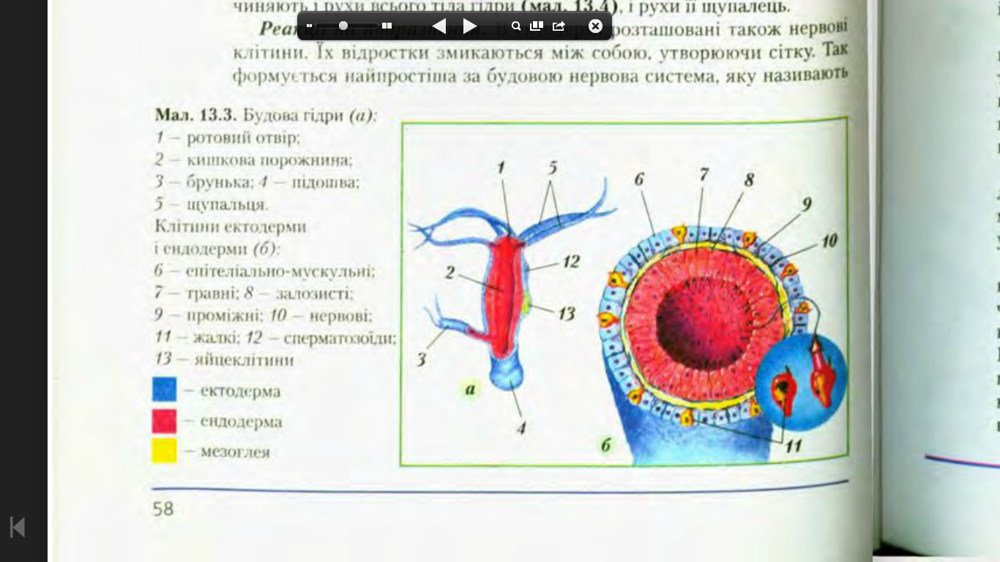 чиняють і рухи всього тіла гідри (мал. 13.4), і рухи її щупалець.
розташовані також нервові
клітини. Їх відростки змикаються між собою, утворюючи сітку. Так
формується найпростіша за будовою нервова система, яку називають
Мал. 13.3. Будова гідри (а):
1 – ротовий отвір;
2 – кишкова порожнина;
3 – брунька; 4 – підошва;
5 – щупальця.
Клітини ектодерми
і ендодерми (б):
6 – епітеліально-мускульні;
7 – травні; 8 – залозисті;
9 – проміжні; 10 – нервові;
11 – жалкі; 12 – сперматозоїди;
13 – яйцеклітини
– ектодерма
– ендодерма
– мезоглея
1 5 6 7 8
9
10
12
2
13
3
а
4
б
11
58